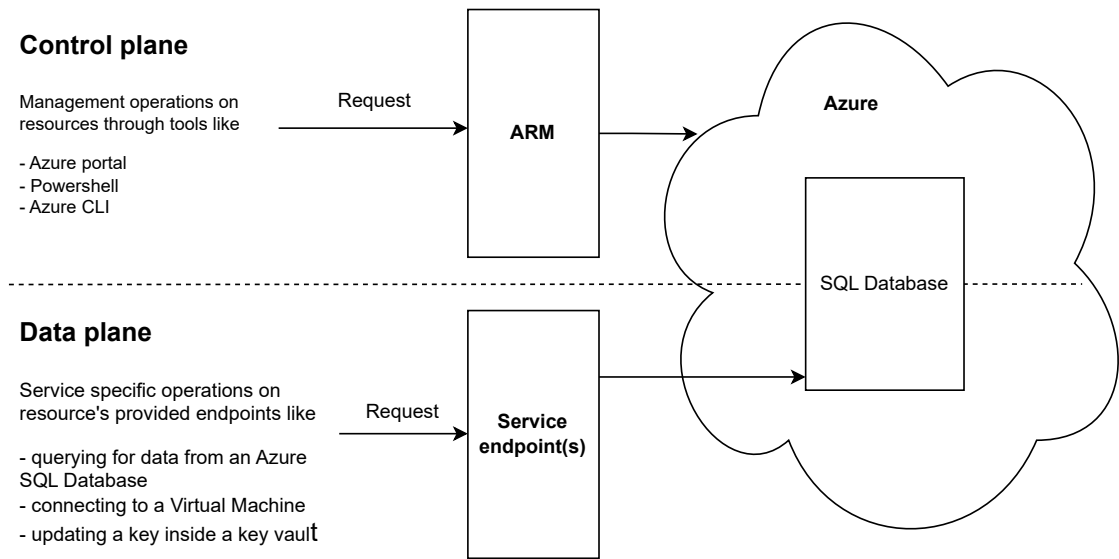 Control plane
Management operations on
resources through tools like
- Azure portal
- Powershell
- Azure CLI
Request
ARM
Azure
SQL Database
Data plane
Service specific operations on
resource's provided endpoints like
- querying for data from an Azure
SQL Database
- connecting to a Virtual Machine
- updating a key inside a key vault
Request
Service
endpoint(s)